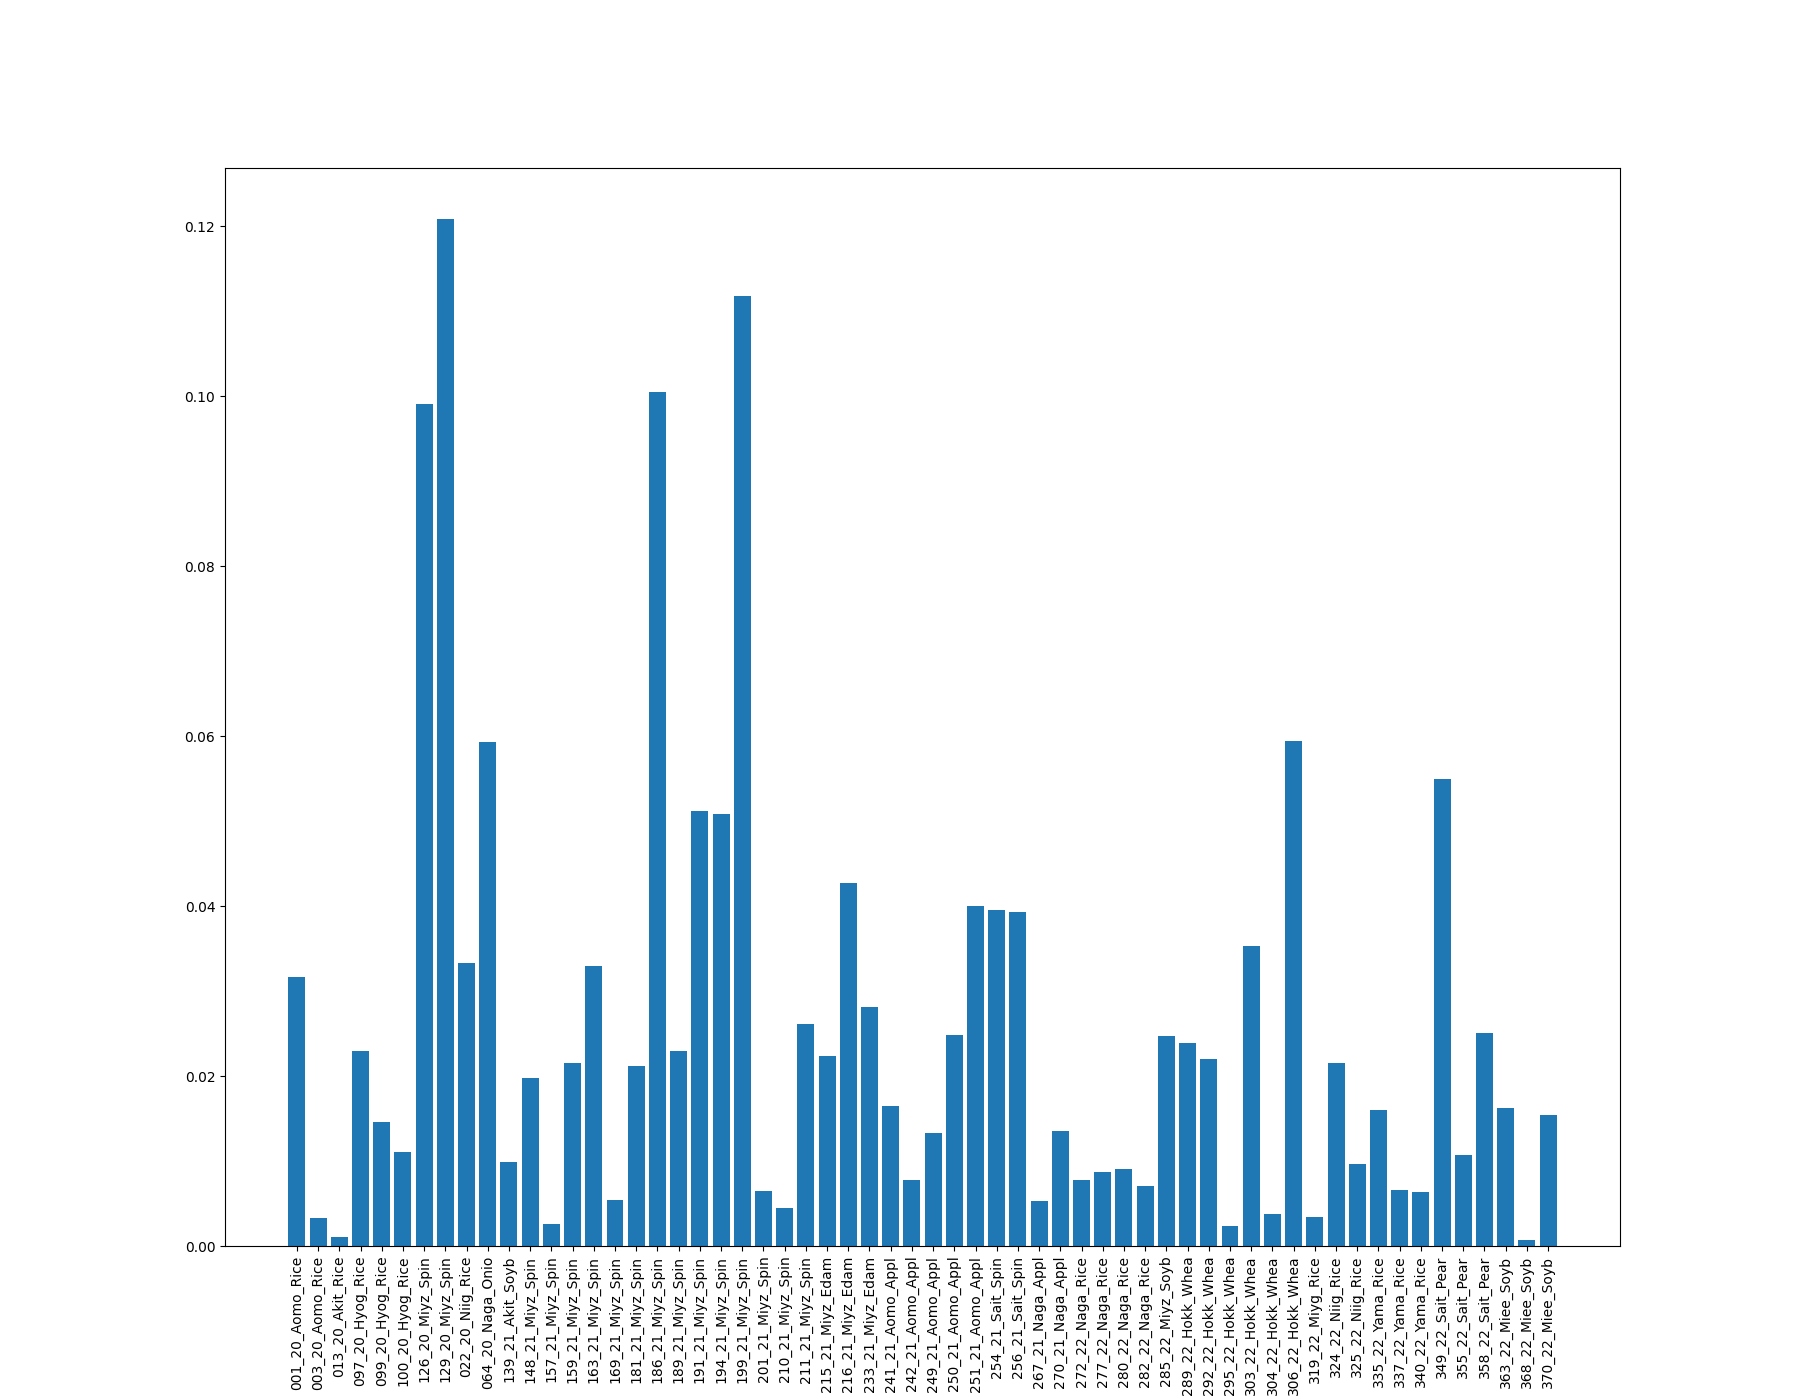 0.12
0.10
0.08
0.06
0.04
0.02
0.00
001_20_Aomo_Rice
003_20_Aomo_Rice
013_20_Akit_Rice
097_20_Hyog_Rice
099_20_Hyog_Rice
100_20_Hyog_Rice
126_20_Miyz_Spin
129_20_Miyz_Spin
022_20_Niig_Rice
064_20_Naga_Onio
139_21_Akit_Soyb
148_21_Miyz_Spin
157_21_Miyz_Spin
159_21_Miyz_Spin
163_21_Miyz_Spin
169_21_Miyz_Spin
181_21_Miyz_Spin
186_21_Miyz_Spin
189_21_Miyz_Spin
191_21_Miyz_Spin
194_21_Miyz_Spin
199_21_Miyz_Spin
201_21_Miyz_Spin
210_21_Miyz_Spin
211_21_Miyz_Spin
215_21_Miyz_Edam
216_21_Miyz_Edam
233_21_Miyz_Edam
241_21_Aomo_Appl
242_21_Aomo_Appl
249_21_Aomo_Appl
250_21_Aomo_Appl
251_21_Aomo_Appl
254_21_Sait_Spin
256_21_Sait_Spin
267_21_Naga_Appl
270_21_Naga_Appl
272_22_Naga_Rice
277_22_Naga_Rice
280_22_Naga_Rice
282_22_Naga_Rice
285_22_Miyz_Soyb
289_22_Hokk_Whea
292_22_Hokk_Whea
295_22_Hokk_Whea
303_22_Hokk_Whea
304_22_Hokk_Whea
306_22_Hokk_Whea
319_22_Miyg_Rice
324_22_Niig_Rice
325_22_Niig_Rice
335_22_Yama_Rice
337_22_Yama_Rice
340_22_Yama_Rice
349_22_Sait_Pear
355_22_Sait_Pear
358_22_Sait_Pear
363_22_Miee_Soyb
368_22_Miee_Soyb
370_22_Miee_Soyb